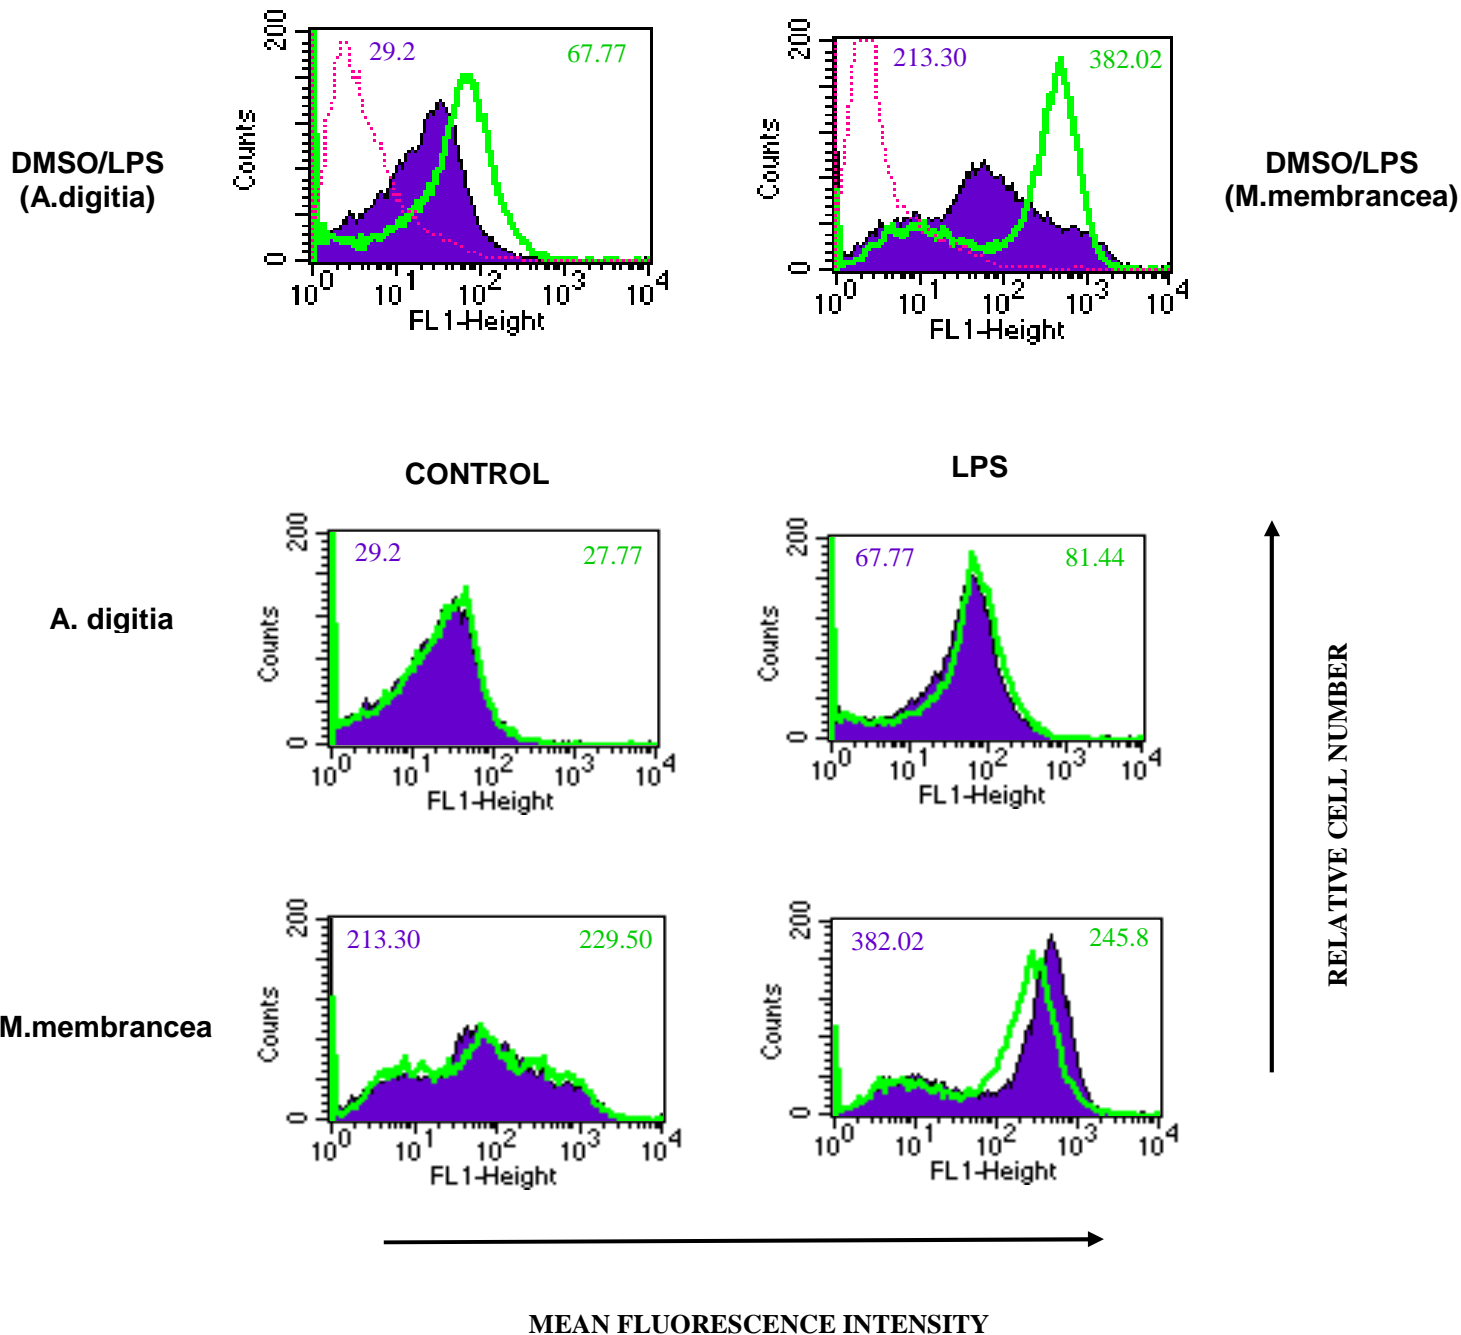 DMSO/LPS
(A.digitia)
200
29.2
67.77
Counts
0
10^0 10^1 10^2 10^3 10^4
FL1-Height
200
213.30
382.02
Counts
0
10^0 10^1 10^2 10^3 10^4
FL1-Height
DMSO/LPS
(M.membrancea)
CONTROL
LPS
A. digitia
200
29.2
27.77
Counts
0
10^0 10^1 10^2 10^3 10^4
FL1-Height
200
67.77
81.44
Counts
0
10^0 10^1 10^2 10^3 10^4
FL1-Height
M.membrancea
200
213.30
229.50
Counts
0
10^0 10^1 10^2 10^3 10^4
FL1-Height
200
382.02
245.8
Counts
0
10^0 10^1 10^2 10^3 10^4
FL1-Height
RELATIVE CELL NUMBER
MEAN FLUORESCENCE INTENSITY